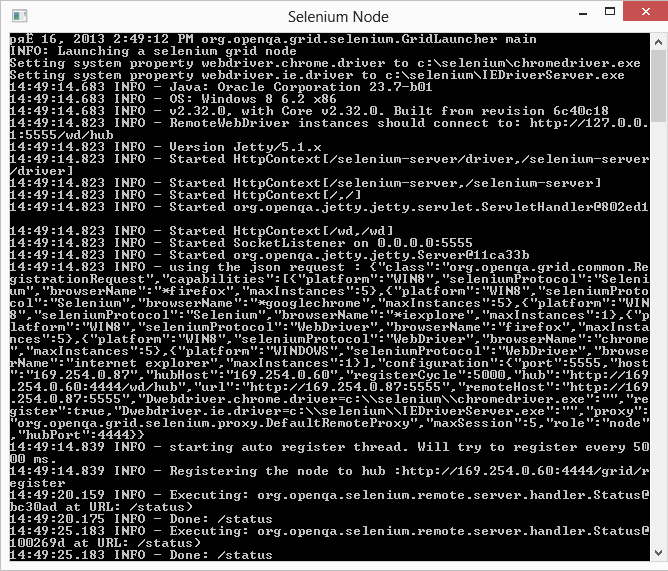 Selenium Node
ряЁ 16, 2013 2:49:12 PM org.openqa.grid.selenium.GridLauncher main
INFO: Launching a selenium grid node
Setting system property webdriver.chrome.driver to c:\selenium\chromedriver.exe
Setting system property webdriver.ie.driver to c:\selenium\IEDriverServer.exe
14:49:14.683 INFO - Java: Oracle Corporation 23.7-b01
14:49:14.683 INFO - OS: Windows 8 6.2 x86
14:49:14.683 INFO - v2.32.0, with Core v2.32.0. Built from revision 6c40c18
14:49:14.823 INFO - RemoteWebDriver instances should connect to: http://127.0.0.
1:5555/wd/hub
14:49:14.823 INFO - Version Jetty/5.1.x
14:49:14.823 INFO - Started HttpContext[/selenium-server/driver,/selenium-server
/driver]
14:49:14.823 INFO - Started HttpContext[/selenium-server,/selenium-server]
14:49:14.823 INFO - Started HttpContext[/,/]
14:49:14.823 INFO - Started org.openqa.jetty.jetty.servlet.ServletHandler@802ed1
14:49:14.823 INFO - Started HttpContext[/wd,/wd]
14:49:14.823 INFO - Started SocketListener on 0.0.0.0:5555
14:49:14.823 INFO - Started org.openqa.jetty.jetty.Server@11ca33b
14:49:14.823 INFO - using the json request : {"class":"org.openqa.grid.common.Re
gistrationRequest","capabilities":[{"platform":"WIN8","seleniumProtocol":"Seleni
um","browserName":"*firefox","maxInstances":5},{"platform":"WIN8","seleniumProto
col":"Selenium","browserName":"*googlechrome","maxInstances":5},{"platform":"WIN
8","seleniumProtocol":"Selenium","browserName":"*iexplore","maxInstances":1},{"p
latform":"WIN8","seleniumProtocol":"WebDriver","browserName":"firefox","maxInsta
nces":5},{"platform":"WIN8","seleniumProtocol":"WebDriver","browserName":"chrome
","maxInstances":5},{"platform":"WINDOWS","seleniumProtocol":"WebDriver","browse
rName":"internet explorer","maxInstances":1}],"configuration":{"port":5555,"host
":"169.254.0.87","hubHost":"169.254.0.60","registerCycle":5000,"hub":"http://169
.254.0.60:4444/wd/hub","url":"http://169.254.0.87:5555","remoteHost":"http://169
.254.0.87:5555","Dwebdriver.chrome.driver=c:\\selenium\\chromedriver.exe":"","re
gister":true,"Dwebdriver.ie.driver=c:\\selenium\\IEDriverServer.exe":"","proxy":
"org.openqa.grid.selenium.proxy.DefaultRemoteProxy","maxSession":5,"role":"node"
,"hubPort":4444}}
14:49:14.839 INFO - starting auto register thread. Will try to register every 50
00 ms.
14:49:14.839 INFO - Registering the node to hub :http://169.254.0.60:4444/grid/r
egister
14:49:20.159 INFO - Executing: org.openqa.selenium.remote.server.handler.Status@
bc30ad at URL: /status)
14:49:20.175 INFO - Done: /status
14:49:25.183 INFO - Executing: org.openqa.selenium.remote.server.handler.Status@
100269d at URL: /status)
14:49:25.183 INFO - Done: /status